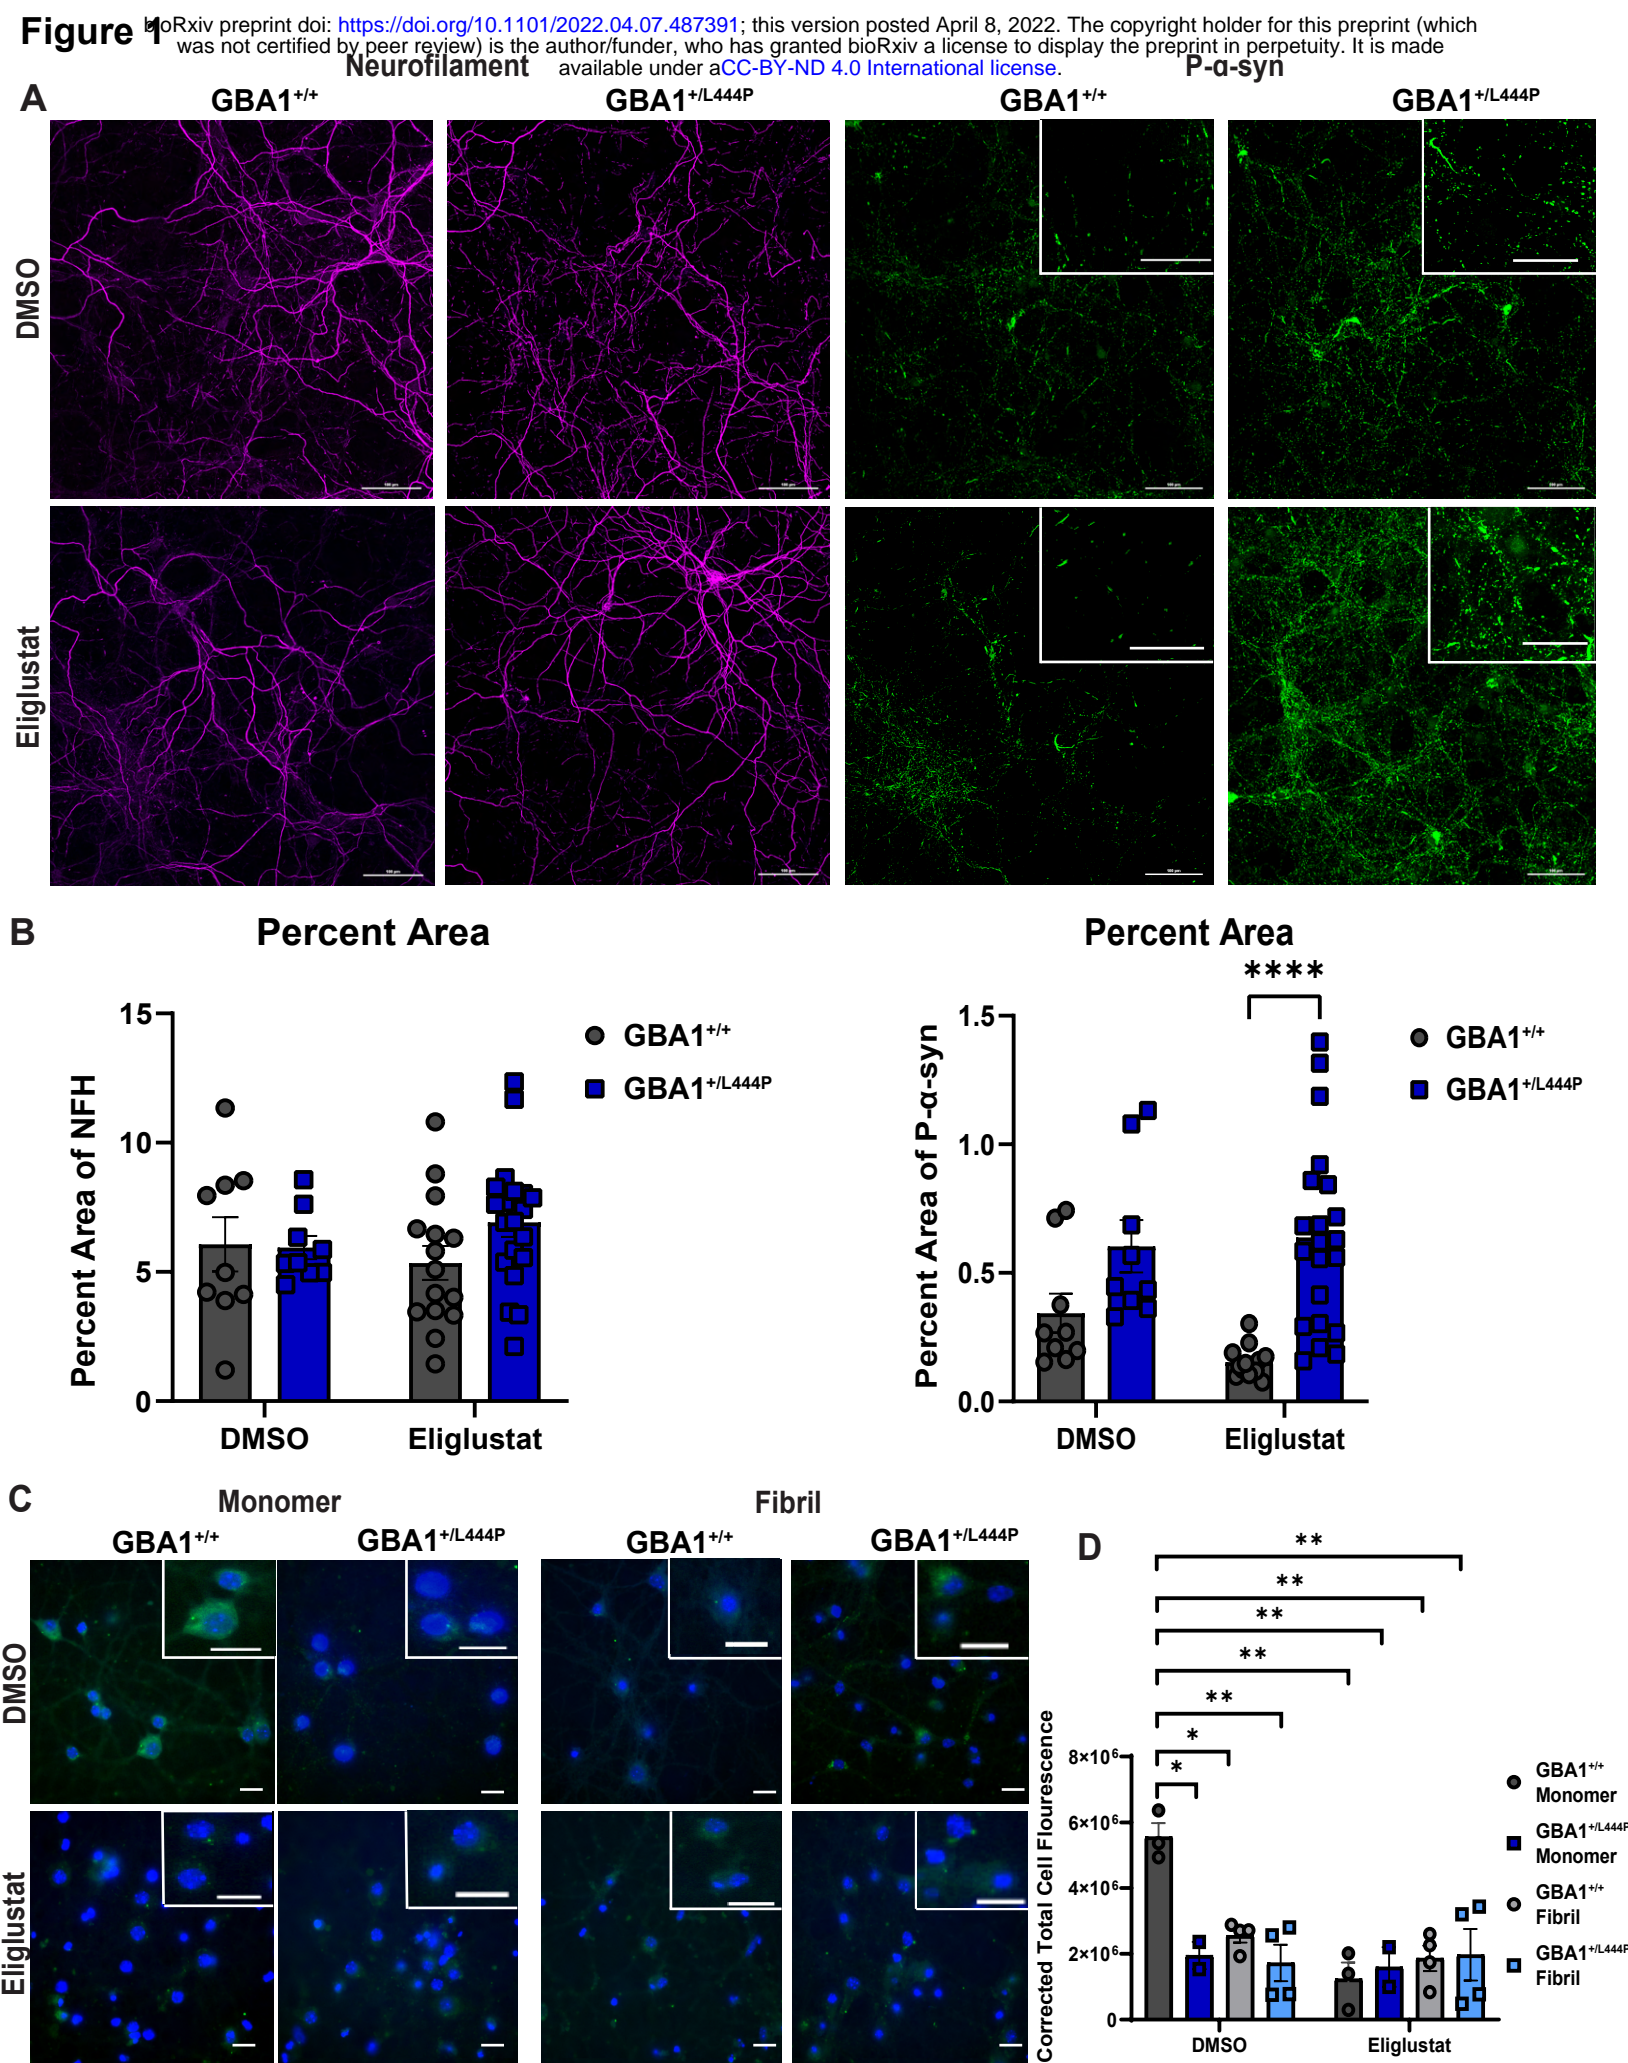 Figure 1
bioRxiv preprint doi: https://doi.org/10.1101/2022.04.07.487391; this version posted April 8, 2022. The copyright holder for this preprint (which
was not certified by peer review) is the author/funder, who has granted bioRxiv a license to display the preprint in perpetuity. It is made
available under aCC-BY-ND 4.0 International license.
Neurofilament
P-α-syn
A
GBA1+/+
GBA1+/L444P
GBA1+/+
GBA1+/L444P
DMSO
Eliglustat
B
Percent Area
Percent Area of NFH
15
10
5
0
DMSO
Eliglustat
GBA1+/+
GBA1+/L444P
Percent Area
****
Percent Area of P-α-syn
1.5
1.0
0.5
0.0
DMSO
Eliglustat
GBA1+/+
GBA1+/L444P
C
Monomer
Fibril
GBA1+/+
GBA1+/L444P
GBA1+/+
GBA1+/L444P
DMSO
Eliglustat
D
**
**
**
**
**
*
*
Corrected Total Cell Flourescence
8×10⁶
6×10⁶
4×10⁶
2×10⁶
0
DMSO
Eliglustat
GBA1+/+
Monomer
GBA1+/L444P
Monomer
GBA1+/+
Fibril
GBA1+/L444P
Fibril